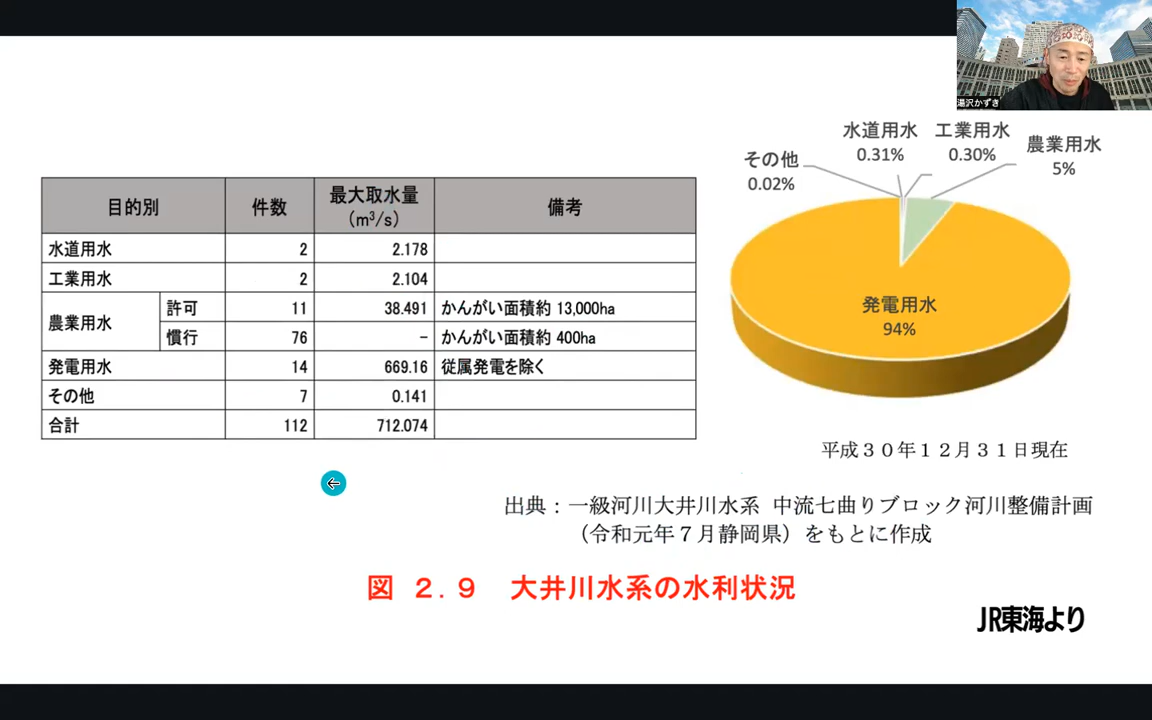 湯沢かずき
目的別 件数 最大取水量 (m³/s) 備考
水道用水 2 2.178
工業用水 2 2.104
農業用水 許可 11 38.491 かんがい面積約 13,000ha
慣行 76 − かんがい面積約 400ha
発電用水 14 669.16 従属発電を除く
その他 7 0.141
合計 112 712.074
その他
0.02%
水道用水
0.31%
工業用水
0.30%
農業用水
5%
発電用水
94%
平成30年12月31日現在
出典：一級河川大井川水系 中流七曲りブロック河川整備計画
（令和元年７月静岡県）をもとに作成
図 2.9 大井川水系の水利状況
JR東海より